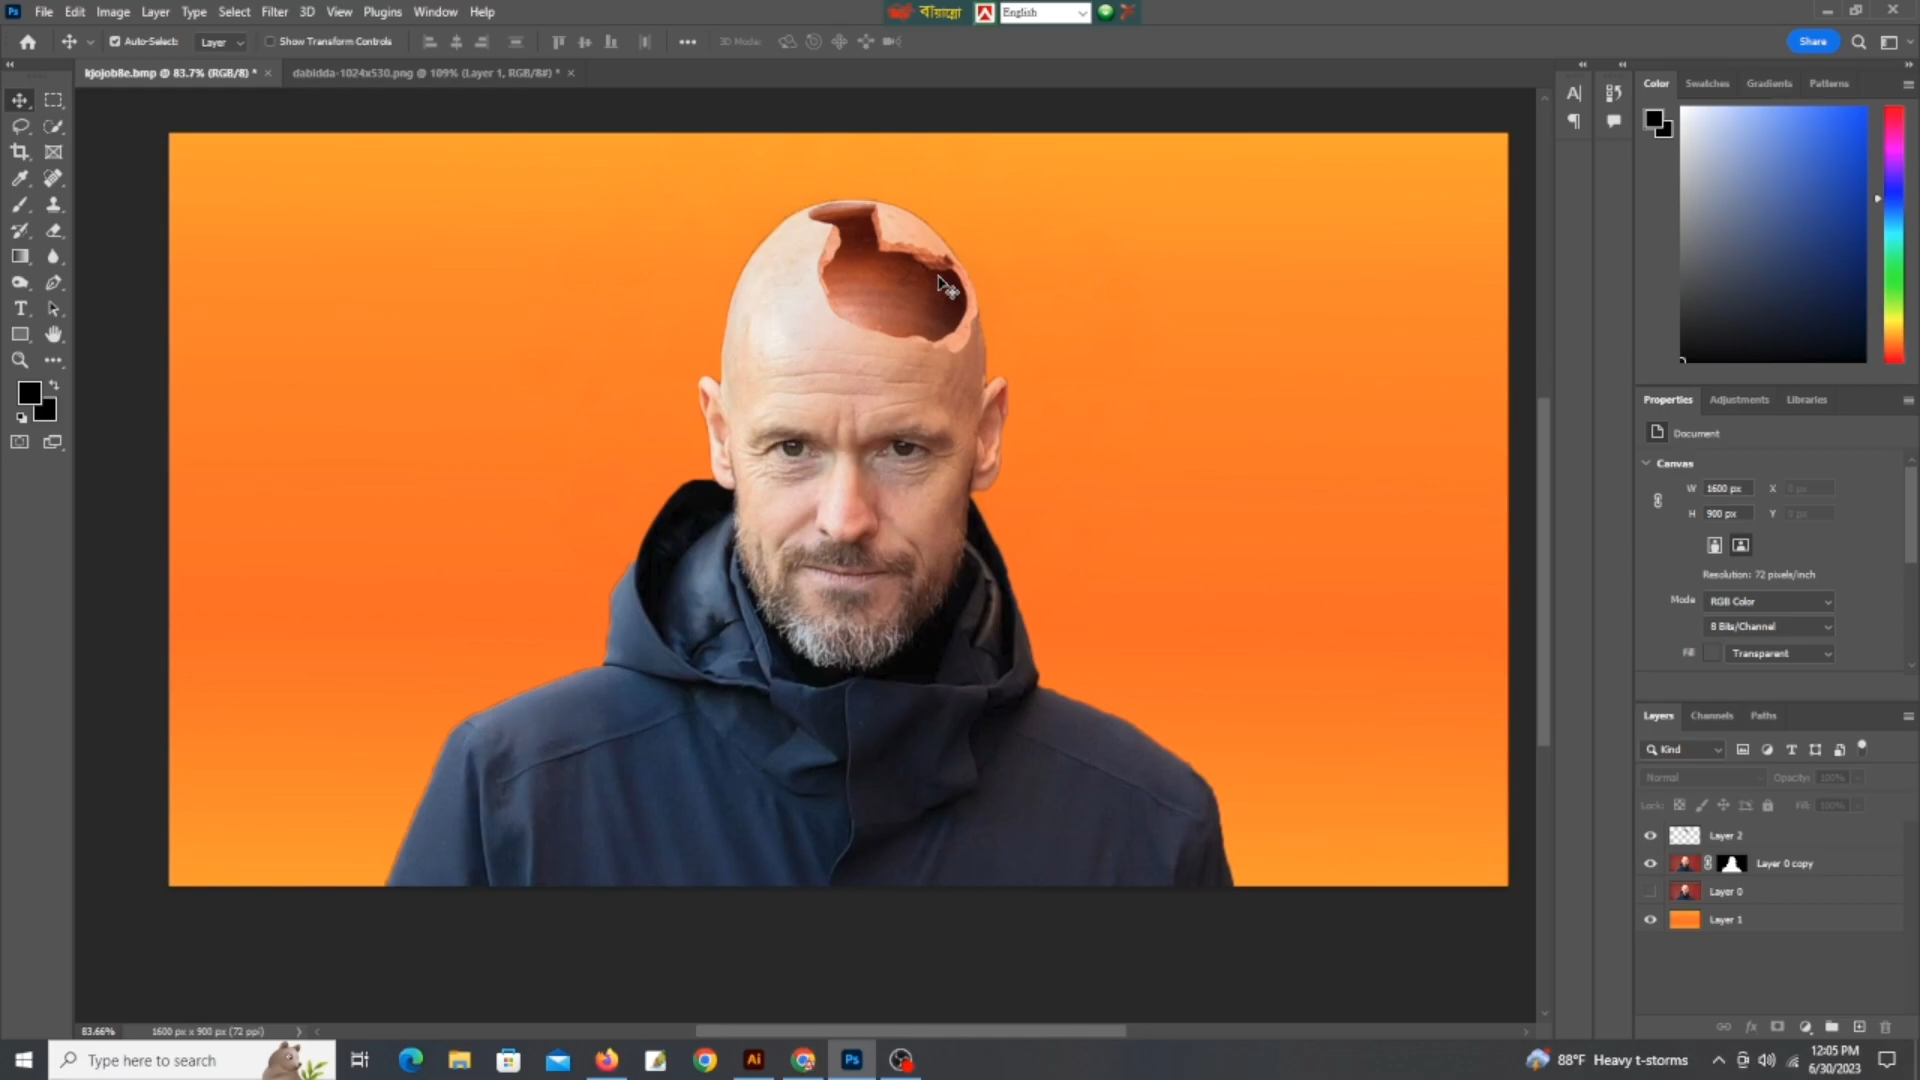 Ps File Edit Image Layer Type Select Filter 3D View Plugins Window Help
বায়ান্নো English
Auto-Select: Layer Show Transform Controls 3D Mode: Share
kjojob8e.bmp @ 83.7% (RGB/8) * × dabidda-1024x530.png @ 109% (Layer 1, RGB/8#) * ×
Color Swatches Gradients Patterns
Properties Adjustments Libraries
Document
Canvas
W 1600 px X 0 px
H 900 px Y 0 px
Resolution: 72 pixels/inch
Mode RGB Color
8 Bits/Channel
Fill Transparent
Layers Channels Paths
Kind
Normal Opacity: 100%
Lock: Fill: 100%
Layer 2
Layer 0 copy
Layer 0
Layer 1
83.66% 1600 px x 900 px (72 ppi)
Type here to search Ai Ps 88°F Heavy t-storms 12:05 PM
6/30/2023